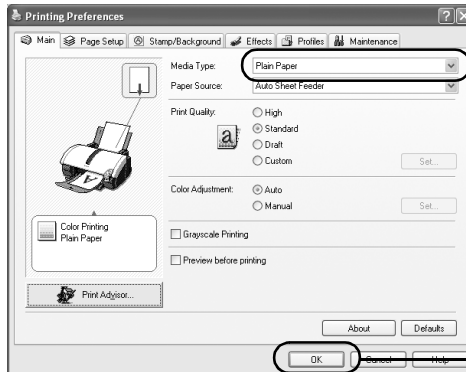 Printing Preferences
Main Page Setup Stamp/Background Effects Profiles Maintenance
Media Type: Plain Paper
Paper Source: Auto Sheet Feeder
Print Quality: High
Standard
Draft
Custom Set...
Color Adjustment: Auto
Manual Set...
Color Printing
Plain Paper
Grayscale Printing
Preview before printing
Print Advisor...
About Defaults
OK Cancel Help